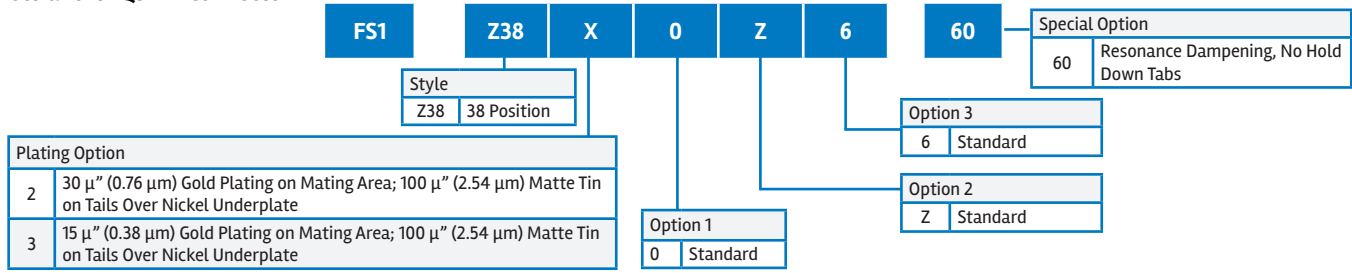 FS1 Z38 X 0 Z 6 60
Special Option
60 Resonance Dampening, No Hold
Down Tabs
Style
Z38 38 Position
Option 3
6 Standard
Plating Option
2 30 µ” (0.76 µm) Gold Plating on Mating Area; 100 µ” (2.54 µm) Matte Tin
on Tails Over Nickel Underplate
3 15 µ” (0.38 µm) Gold Plating on Mating Area; 100 µ” (2.54 µm) Matte Tin
on Tails Over Nickel Underplate
Option 2
Z Standard
Option 1
0 Standard